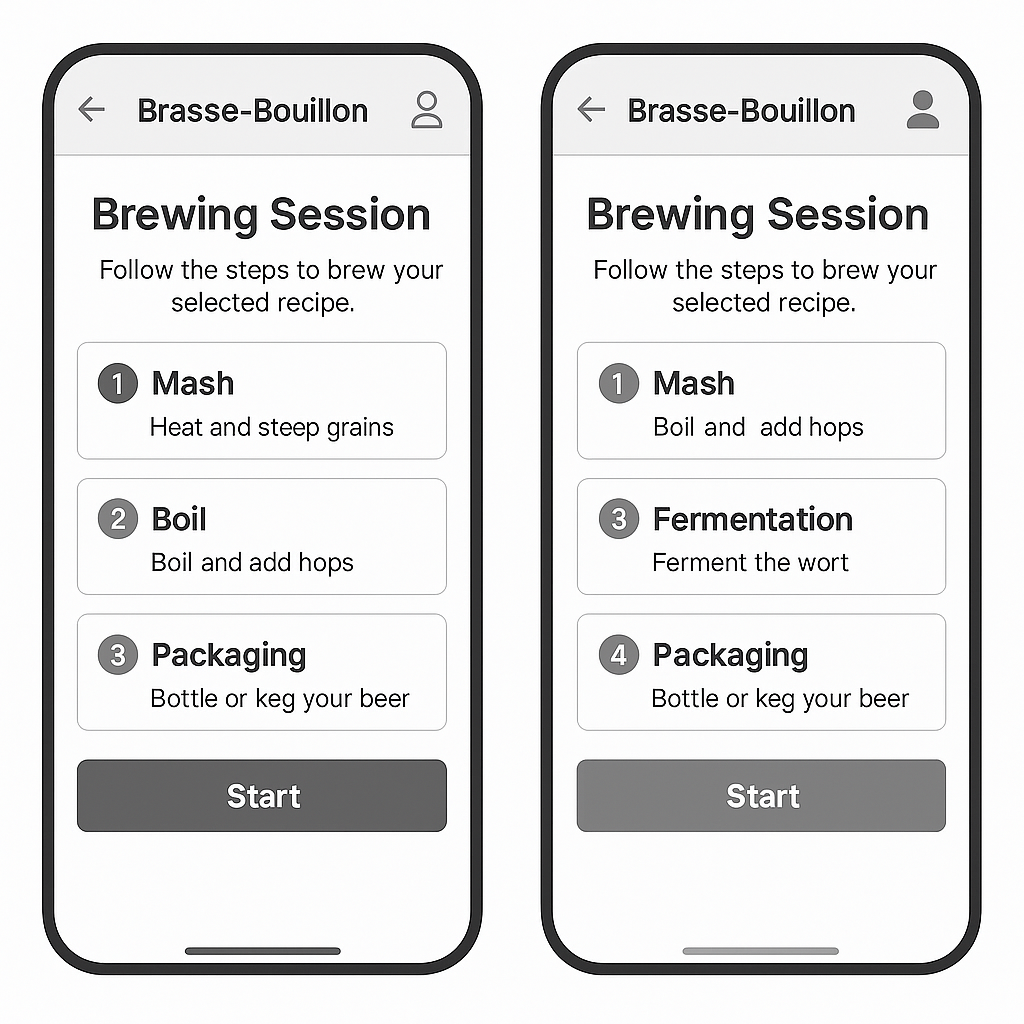 Brasse-Bouillon
Brewing Session
Follow the steps to brew your
selected recipe.
1 Mash
Heat and steep grains
2 Boil
Boil and add hops
3 Packaging
Bottle or keg your beer
Start
Brasse-Bouillon
Brewing Session
Follow the steps to brew your
selected recipe.
1 Mash
Boil and add hops
3 Fermentation
Ferment the wort
4 Packaging
Bottle or keg your beer
Start